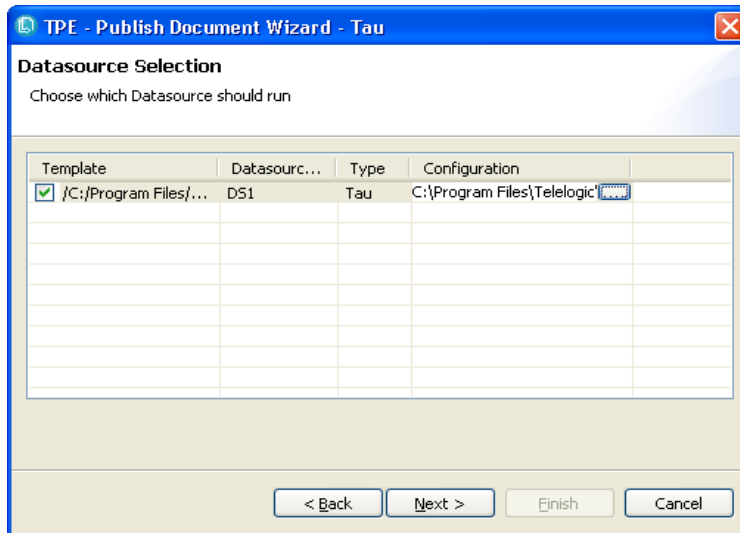 TPE - Publish Document Wizard - Tau
Datasource Selection
Choose which Datasource should run
Template Datasourc... Type Configuration
/C:/Program Files/... DS1 Tau C:\Program Files\Telelogic\ ...
< Back Next > Finish Cancel